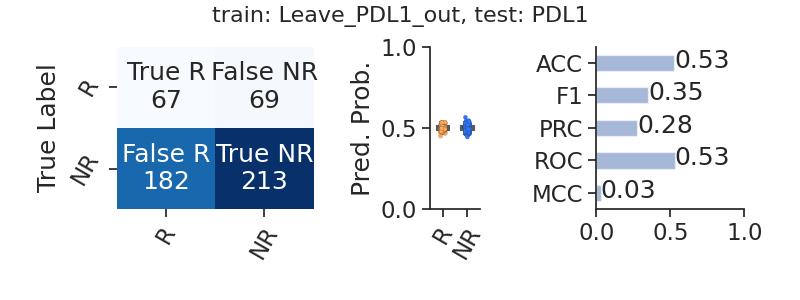 train: Leave_PDL1_out, test: PDL1
True Label
R
NR
True R
67
False NR
69
False R
182
True NR
213
R
NR
Pred. Prob.
1.0
0.5
0.0
R
NR
ACC
0.53
F1
0.35
PRC
0.28
ROC
0.53
MCC
0.03
0.0
0.5
1.0